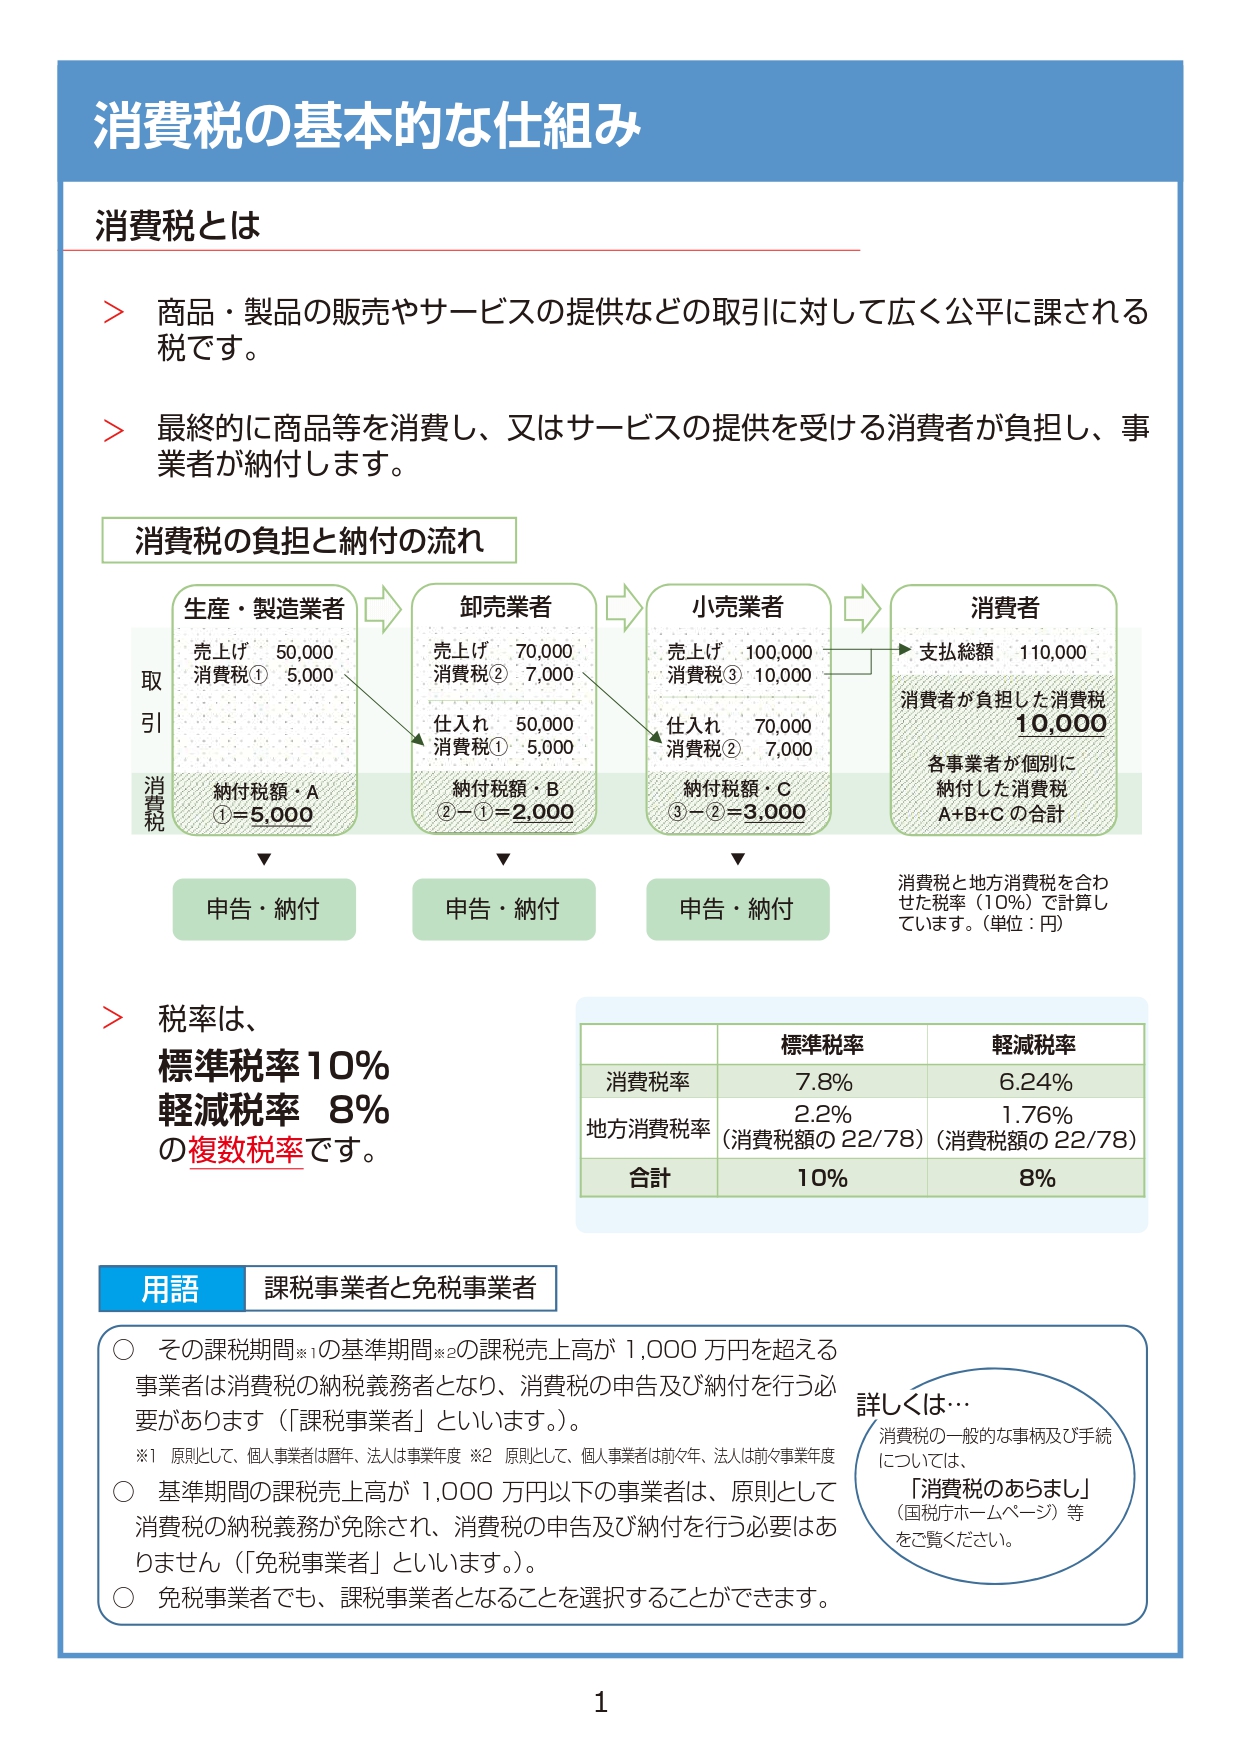 消費税の基本的な仕組み
消費税とは
＞ 商品・製品の販売やサービスの提供などの取引に対して広く公平に課される
税です。
＞ 最終的に商品等を消費し、又はサービスの提供を受ける消費者が負担し、事
業者が納付します。
消費税の負担と納付の流れ
取引
消費税
生産・製造業者
売上げ 50,000
消費税① 5,000
納付税額・A
①＝5,000
▼
申告・納付
卸売業者
売上げ 70,000
消費税② 7,000
仕入れ 50,000
消費税① 5,000
納付税額・B
②－①＝2,000
▼
申告・納付
小売業者
売上げ 100,000
消費税③ 10,000
仕入れ 70,000
消費税② 7,000
納付税額・C
③－②＝3,000
▼
申告・納付
消費者
支払総額 110,000
消費者が負担した消費税
10,000
各事業者が個別に
納付した消費税
A+B+C の合計
消費税と地方消費税を合わ
せた税率（10%）で計算し
ています。（単位：円）
＞ 税率は、
標準税率10%
軽減税率 8%
の複数税率です。
標準税率 軽減税率
消費税率 7.8% 6.24%
地方消費税率 2.2% 1.76%
（消費税額の 22/78） （消費税額の 22/78）
合計 10% 8%
用語 課税事業者と免税事業者
○ その課税期間※1の基準期間※2の課税売上高が 1,000 万円を超える
事業者は消費税の納税義務者となり、消費税の申告及び納付を行う必
要があります（「課税事業者」といいます。）。
※1 原則として、個人事業者は暦年、法人は事業年度 ※2 原則として、個人事業者は前々年、法人は前々事業年度
○ 基準期間の課税売上高が 1,000 万円以下の事業者は、原則として
消費税の納税義務が免除され、消費税の申告及び納付を行う必要はあ
りません（「免税事業者」といいます。）。
○ 免税事業者でも、課税事業者となることを選択することができます。
詳しくは…
消費税の一般的な事柄及び手続
については、
「消費税のあらまし」
（国税庁ホームページ）等
をご覧ください。
1